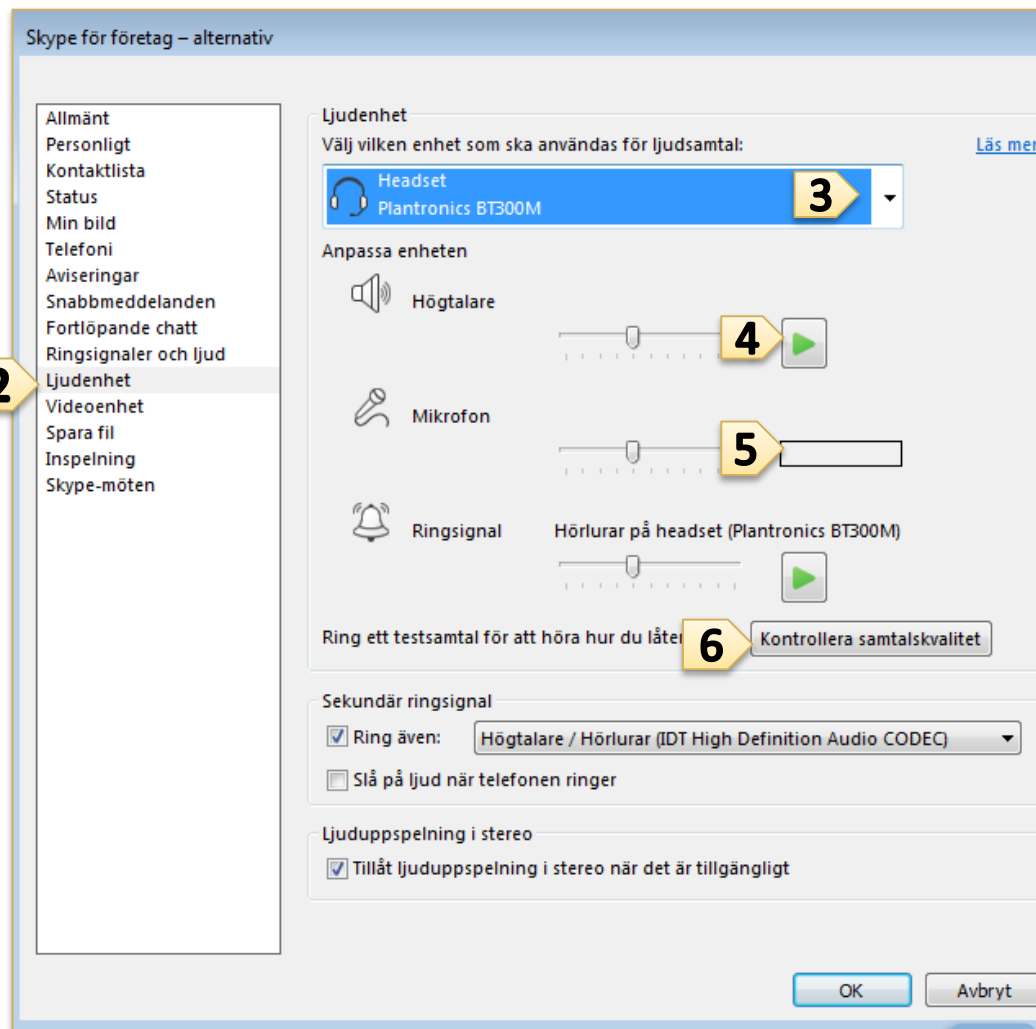 Skype för företag – alternativ
Allmänt
Personligt
Kontaktlista
Status
Min bild
Telefoni
Aviseringar
Snabbmeddelanden
Fortlöpande chatt
Ringsignaler och ljud
2
Ljudenhet
Videoenhet
Spara fil
Inspelning
Skype-möten
Ljudenhet
Välj vilken enhet som ska användas för ljudsamtal:
Läs mer
Headset
Plantronics BT300M
3
Anpassa enheten
Högtalare
4
Mikrofon
5
Ringsignal
Hörlurar på headset (Plantronics BT300M)
Ring ett testsamtal för att höra hur du låter
6
Kontrollera samtalskvalitet
Sekundär ringsignal
Ring även:
Högtalare / Hörlurar (IDT High Definition Audio CODEC)
Slå på ljud när telefonen ringer
Ljuduppspelning i stereo
Tillåt ljuduppspelning i stereo när det är tillgängligt
OK
Avbryt